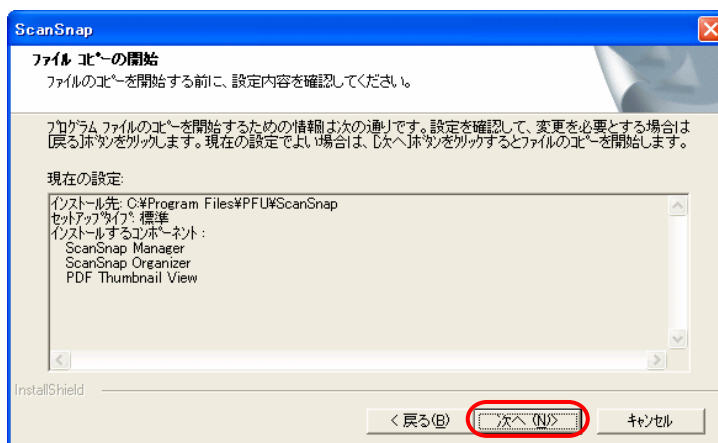 ScanSnap
ファイル コピーの開始
ファイルのコピーを開始する前に、設定内容を確認してください。
プログラム ファイルのコピーを開始するための情報は次の通りです。設定を確認して、変更を必要とする場合は
[戻る]ボタンをクリックします。現在の設定でよい場合は、[次へ]ボタンをクリックするとファイルのコピーを開始します。
現在の設定:
インストール先: C:¥Program Files¥PFU¥ScanSnap
セットアップタイプ: 標準
インストールするコンポーネント :
ScanSnap Manager
ScanSnap Organizer
PDF Thumbnail View
InstallShield
< 戻る(B)
次へ (N)>
キャンセル